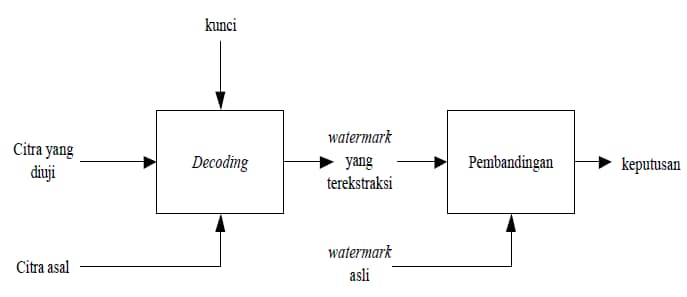 kunci
Citra yang
diuji
Decoding
watermark
yang
terekstraksi
Pembandingan
keputusan
Citra asal
watermark
asli